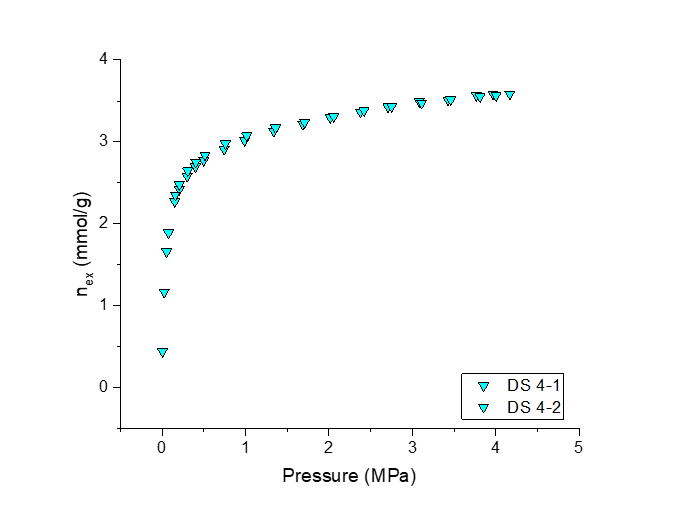 4
3
2
1
0
n_ex (mmol/g)
0 1 2 3 4 5
Pressure (MPa)
DS 4-1
DS 4-2